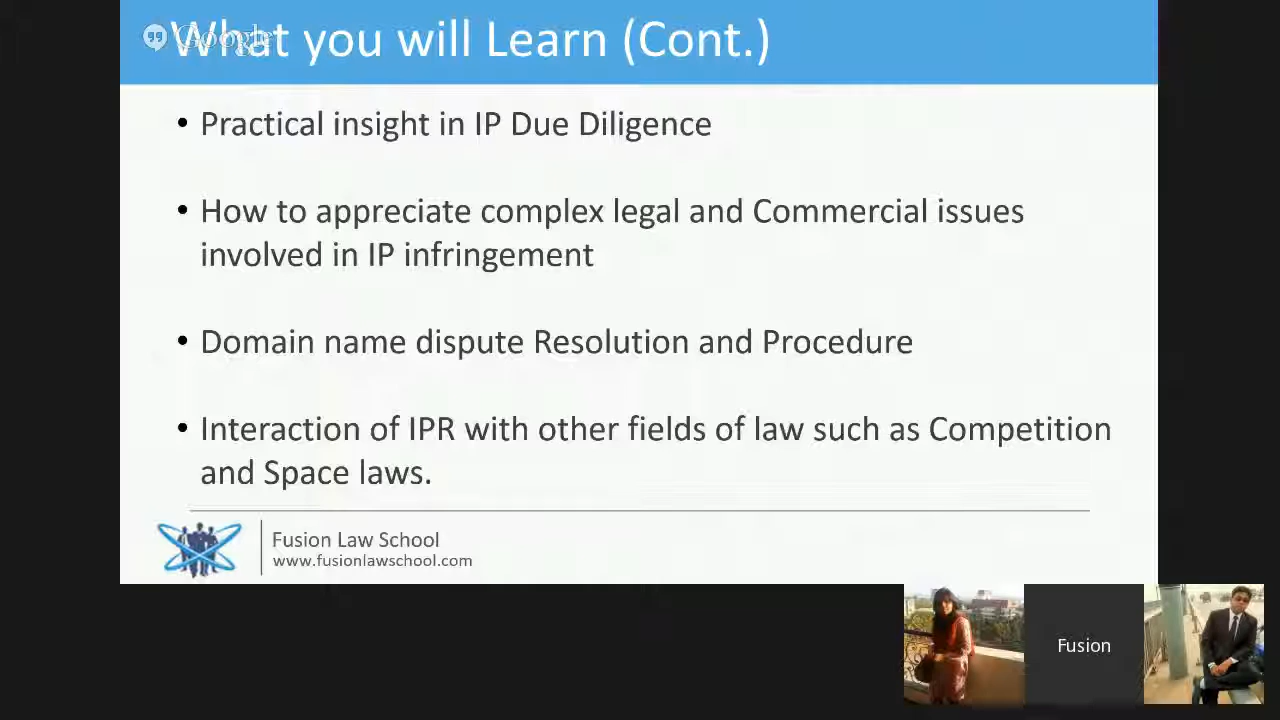 Google
What you will Learn (Cont.)
• Practical insight in IP Due Diligence
• How to appreciate complex legal and Commercial issues
involved in IP infringement
• Domain name dispute Resolution and Procedure
• Interaction of IPR with other fields of law such as Competition
and Space laws.
Fusion Law School
www.fusionlawschool.com
Fusion